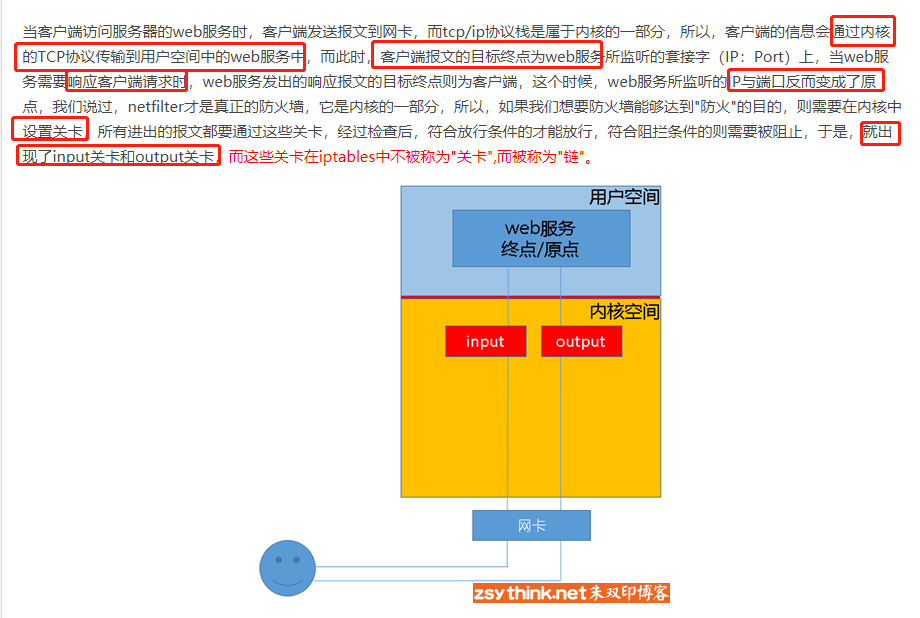 当客户端访问服务器的web服务时，客户端发送报文到网卡，而tcp/ip协议栈是属于内核的一部分，所以，客户端的信息会通过内核
的TCP协议传输到用户空间中的web服务中，而此时，客户端报文的目标终点为web服务所监听的套接字（IP：Port）上，当web服
务需要响应客户端请求时，web服务发出的响应报文的目标终点则为客户端，这个时候，web服务所监听的IP与端口反而变成了原
点，我们说过，netfilter才是真正的防火墙，它是内核的一部分，所以，如果我们想要防火墙能够达到"防火"的目的，则需要在内核中
设置关卡，所有进出的报文都要通过这些关卡，经过检查后，符合放行条件的才能放行，符合阻拦条件的则需要被阻止，于是，就出
现了input关卡和output关卡，而这些关卡在iptables中不被称为"关卡",而被称为"链"。
用户空间
web服务
终点/原点
内核空间
input
output
网卡
zsythink.net朱双印博客